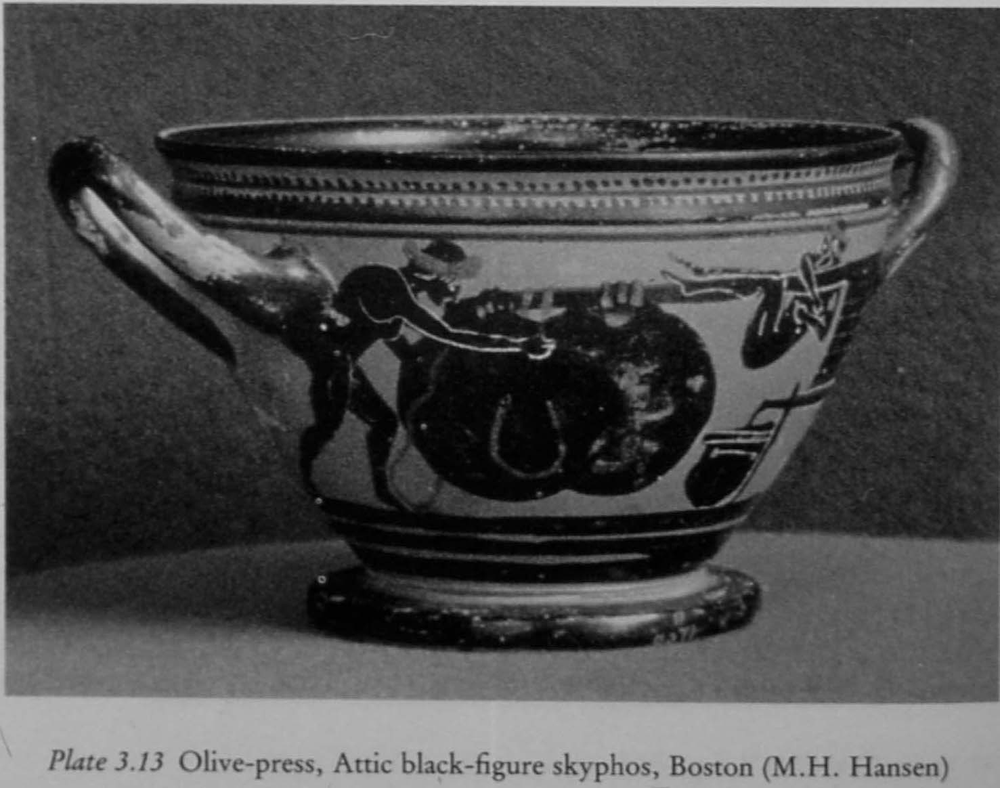 Plate 3.13 Olive-press, Attic black-figure skyphos, Boston (M.H. Hansen)